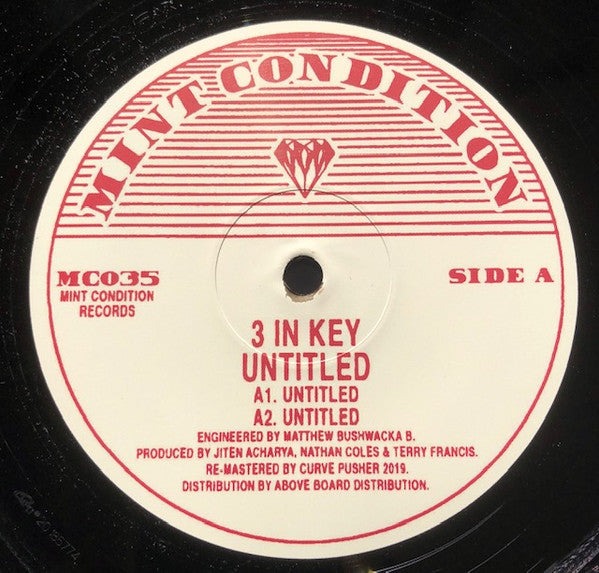 MINT CONDITION
MC035
MINT CONDITION
RECORDS
SIDE A
3 IN KEY
UNTITLED
A1. UNTITLED
A2. UNTITLED
ENGINEERED BY MATTHEW BUSHWACKA B.
PRODUCED BY JITEN ACHARYA, NATHAN COLES & TERRY FRANCIS.
RE-MASTERED BY CURVE PUSHER 2019.
DISTRIBUTION BY ABOVE BOARD DISTRIBUTION.